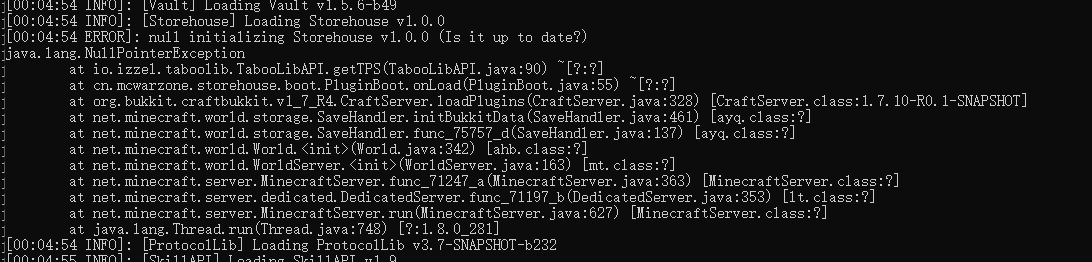 [00:04:54 INFO]: [Vault] Loading Vault v1.5.6-b49
[00:04:54 INFO]: [Storehouse] Loading Storehouse v1.0.0
[00:04:54 ERROR]: null initializing Storehouse v1.0.0 (Is it up to date?)
java.lang.NullPointerException
at io.izzel.taboolib.TabooLibAPI.getTPS(TabooLibAPI.java:90) ~[?:?]
at cn.mcwarzone.storehouse.boot.PluginBoot.onLoad(PluginBoot.java:55) ~[?:?]
at org.bukkit.craftbukkit.v1_7_R4.CraftServer.loadPlugins(CraftServer.java:328) [CraftServer.class:1.7.10-R0.1-SNAPSHOT]
at net.minecraft.world.storage.SaveHandler.initBukkitData(SaveHandler.java:461) [ayq.class:?]
at net.minecraft.world.storage.SaveHandler.func_75757_d(SaveHandler.java:137) [ayq.class:?]
at net.minecraft.world.World.<init>(World.java:342) [ahb.class:?]
at net.minecraft.world.WorldServer.<init>(WorldServer.java:163) [mt.class:?]
at net.minecraft.server.MinecraftServer.func_71247_a(MinecraftServer.java:363) [MinecraftServer.class:?]
at net.minecraft.server.dedicated.DedicatedServer.func_71197_b(DedicatedServer.java:353) [lt.class:?]
at net.minecraft.server.MinecraftServer.run(MinecraftServer.java:627) [MinecraftServer.class:?]
at java.lang.Thread.run(Thread.java:748) [?:1.8.0_281]
[00:04:54 INFO]: [ProtocolLib] Loading ProtocolLib v3.7-SNAPSHOT-b232
[00:04:55 INFO]: [SkillAPI] Loading SkillAPI v1.9